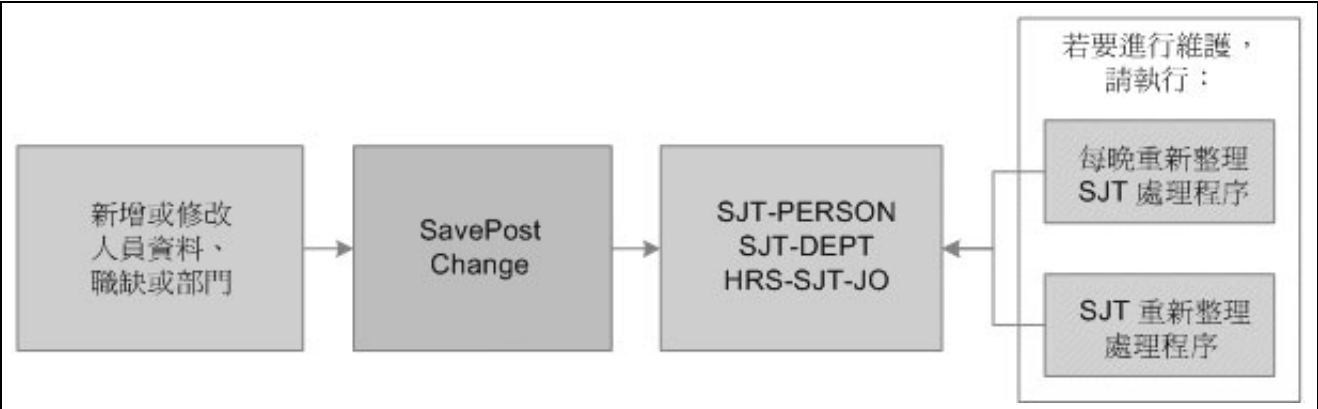 新增或修改
人員資料、
職缺或部門
SavePost
Change
SJT-PERSON
SJT-DEPT
HRS-SJT-JO
若要進行維護，
請執行：
每晚重新整理
SJT 處理程序
SJT 重新整理
處理程序